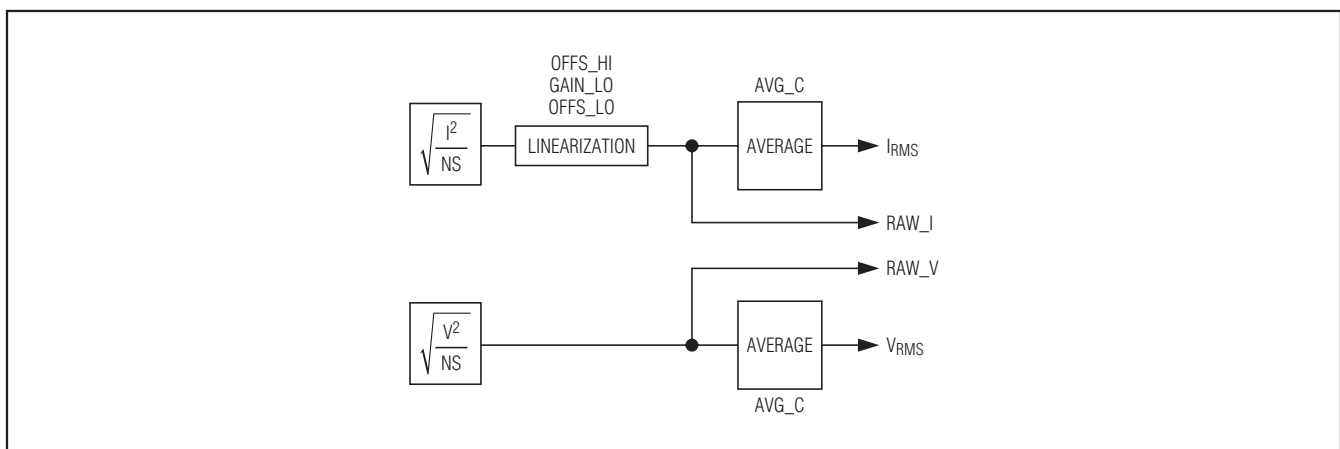 OFFS_HI
GAIN_LO
OFFS_LO
AVG_C
√(I²/NS)
LINEARIZATION
AVERAGE
IRMS
RAW_I
RAW_V
√(V²/NS)
AVERAGE
VRMS
AVG_C